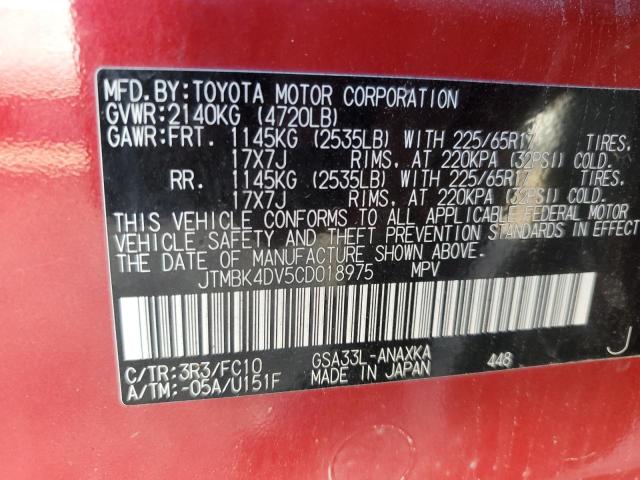 MFD. BY: TOYOTA MOTOR CORPORATION
GVWR: 2140KG (4720LB)
GAWR: FRT. 1145KG (2535LB) WITH 225/65R17 TIRES.
17X7J RIMS, AT 220KPA (32PSI) COLD.
RR. 1145KG (2535LB) WITH 225/65R17 TIRES.
17X7J RIMS, AT 220KPA (32PSI) COLD.
THIS VEHICLE CONFORMS TO ALL APPLICABLE FEDERAL MOTOR
VEHICLE SAFETY AND THEFT PREVENTION STANDARDS IN EFFECT
THE DATE OF MANUFACTURE SHOWN ABOVE.
JTMBK4DV5CD018975 MPV
C/TR: 3R3/FC10 GSA33L-ANAXKA 448 J
A/TM: -05A/U151F MADE IN JAPAN